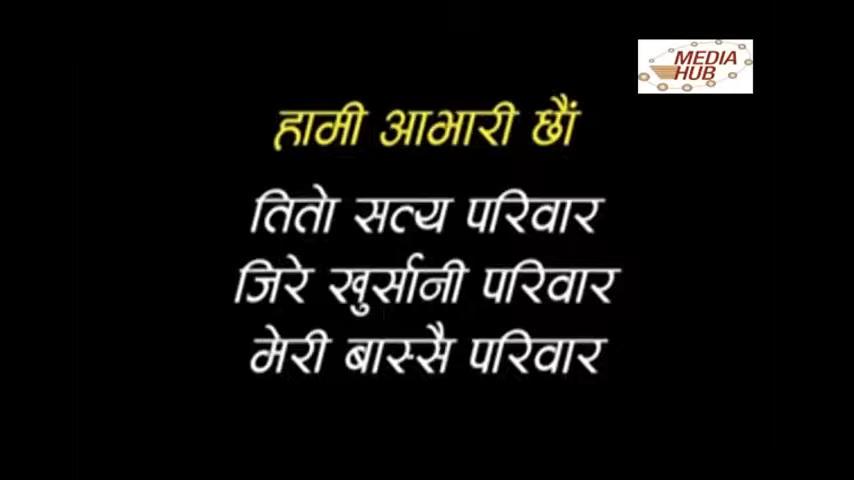 MEDIA
HUB
हामी आभारी छौं
तितो सत्य परिवार
जिरे खुर्सानी परिवार
मेरी बास्सै परिवार